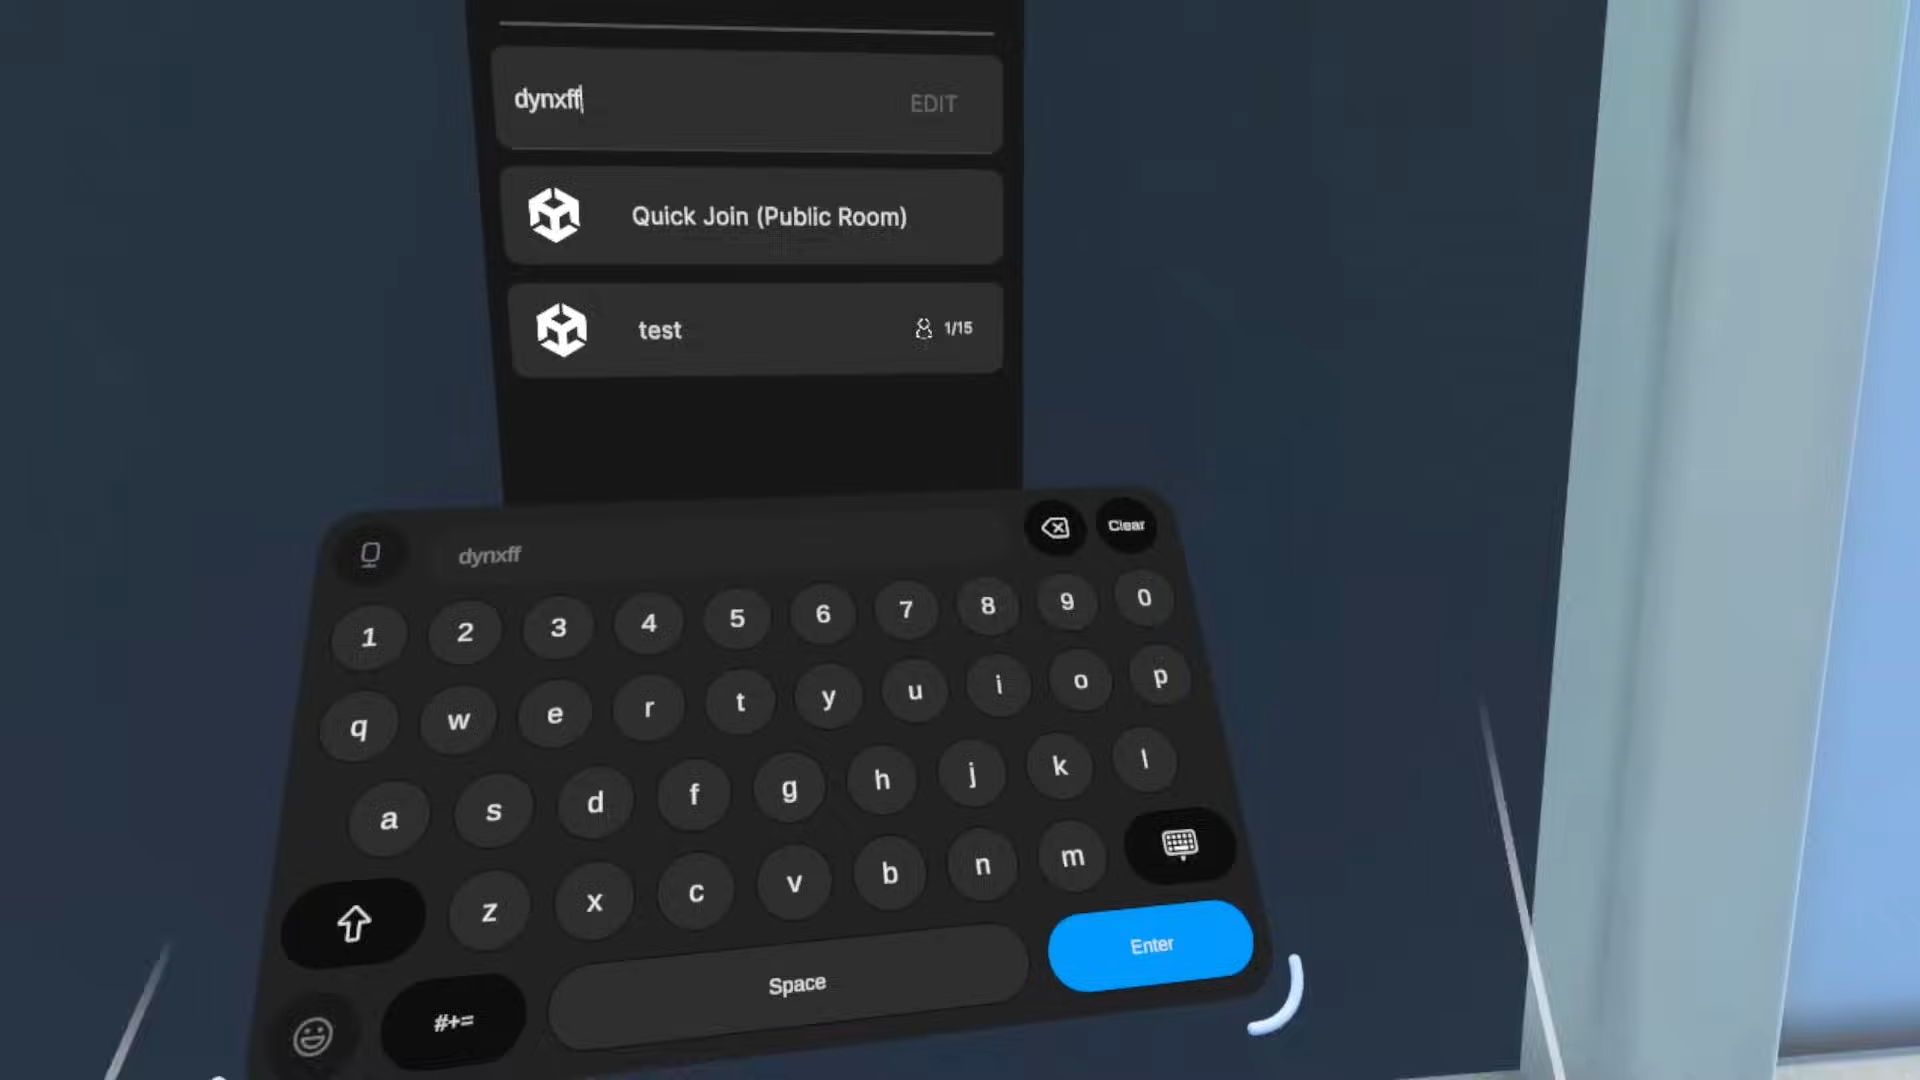 dynxff EDIT
Quick Join (Public Room)
test 1/15
dynxff Clear
1 2 3 4 5 6 7 8 9 0
q w e r t y u i o p
a s d f g h j k l
z x c v b n m
#+= Space Enter